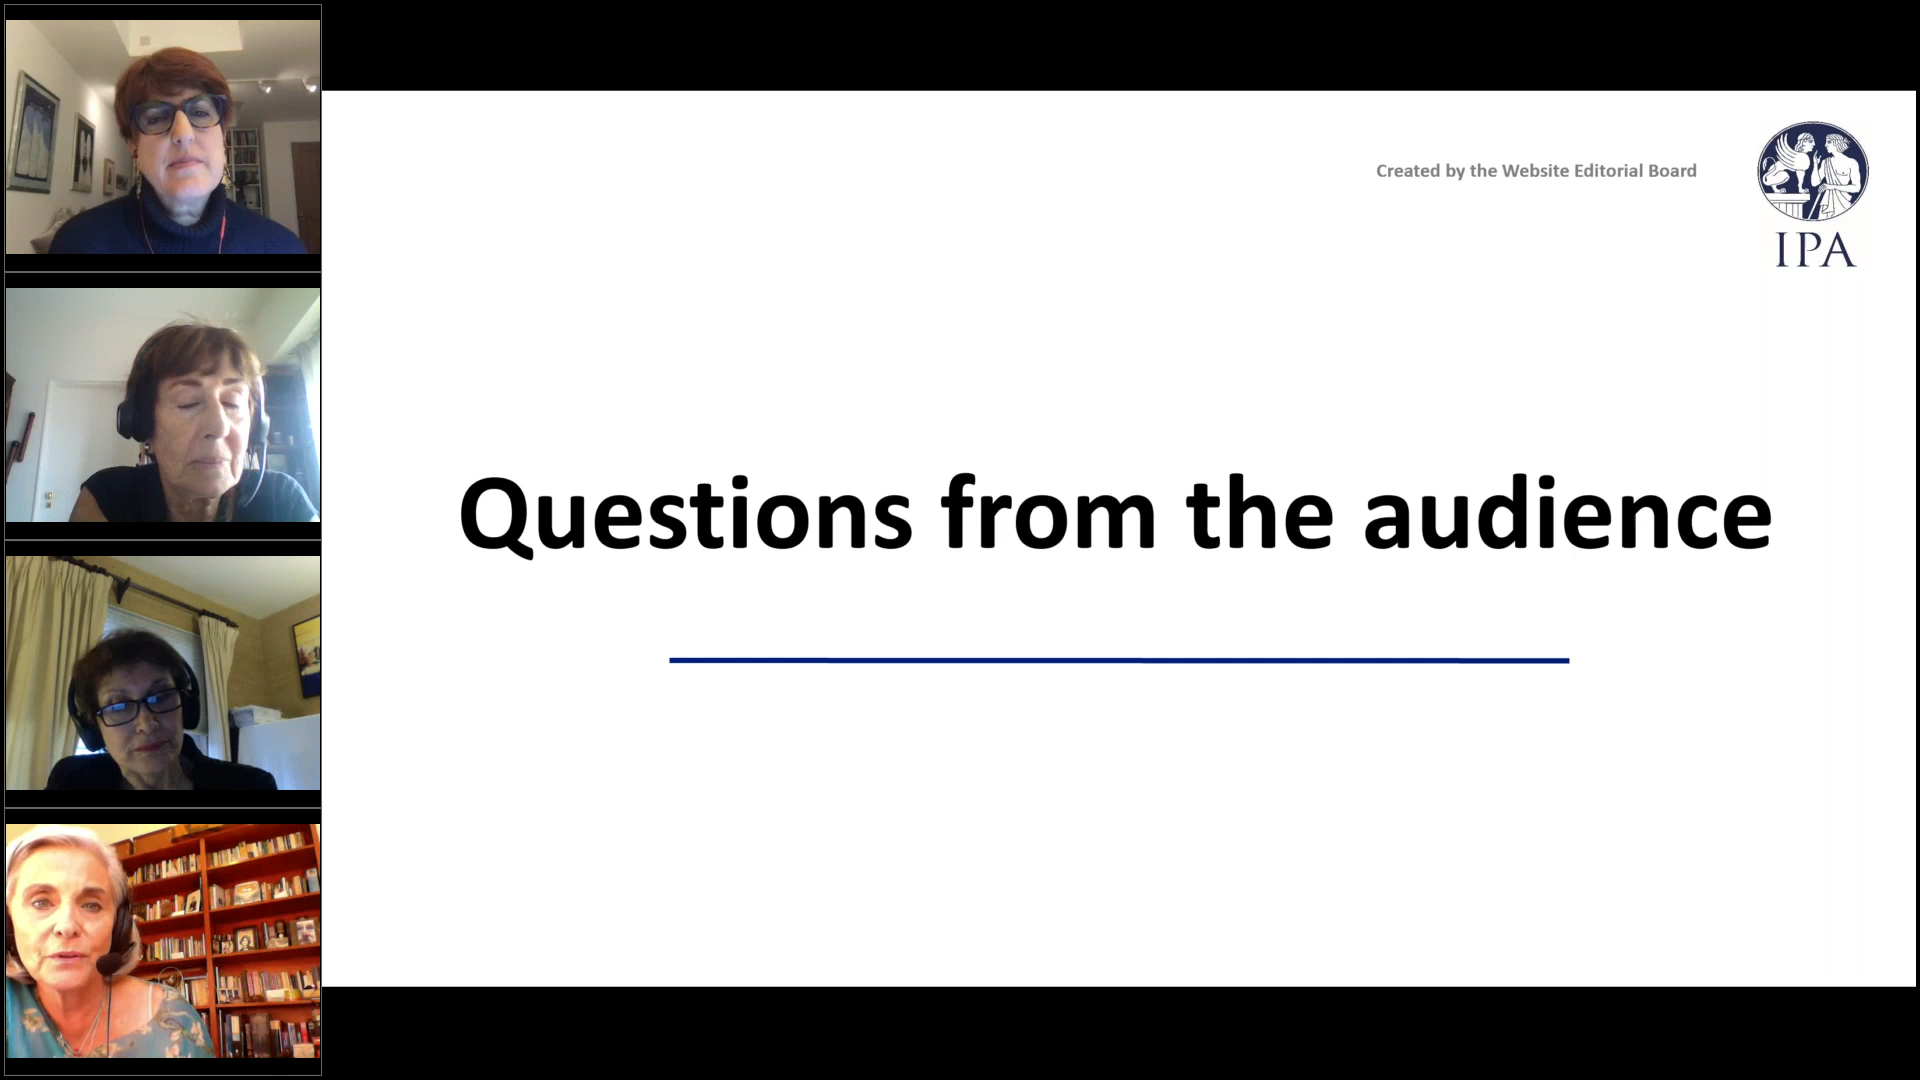 Created by the Website Editorial Board
IPA
Questions from the audience